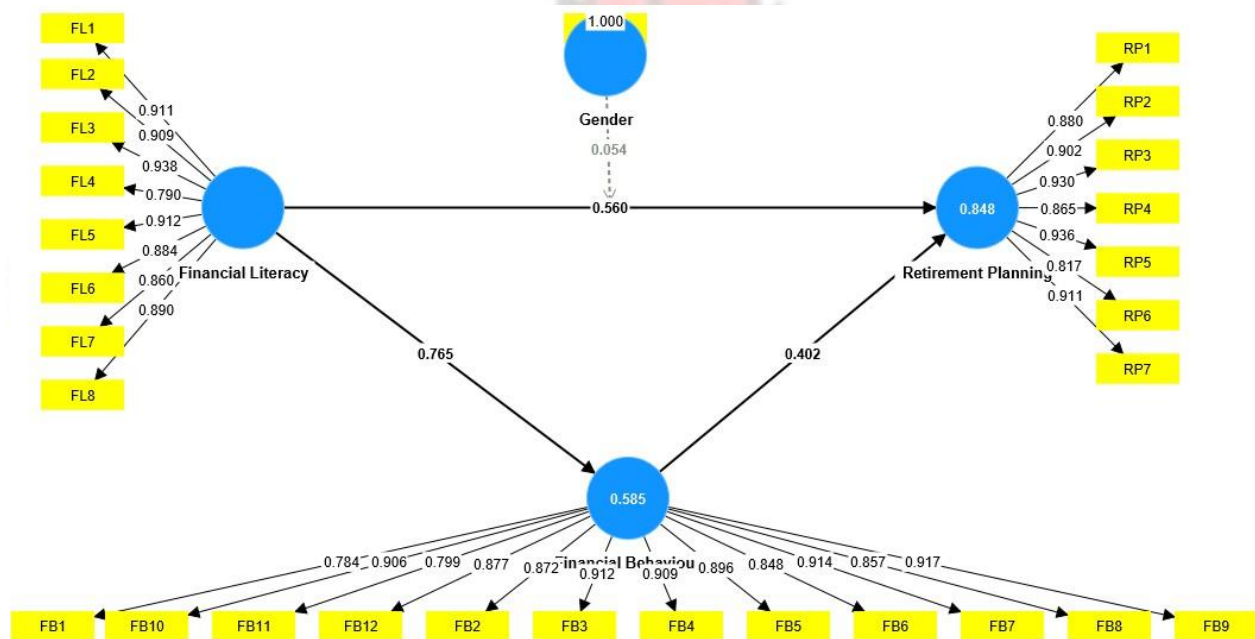 FL1
FL2
FL3
FL4
FL5
FL6
FL7
FL8
0.911
0.909
0.938
0.790
0.912
0.884
0.860
0.890
Financial Literacy
1.000
Gender
0.054
0.560
0.765
0.402
0.848
Retirement Planning
0.880
0.902
0.930
0.865
0.936
0.817
0.911
RP1
RP2
RP3
RP4
RP5
RP6
RP7
0.585
Financial Behaviou
0.784
0.906
0.799
0.877
0.872
0.912
0.909
0.896
0.848
0.914
0.857
0.917
FB1
FB10
FB11
FB12
FB2
FB3
FB4
FB5
FB6
FB7
FB8
FB9